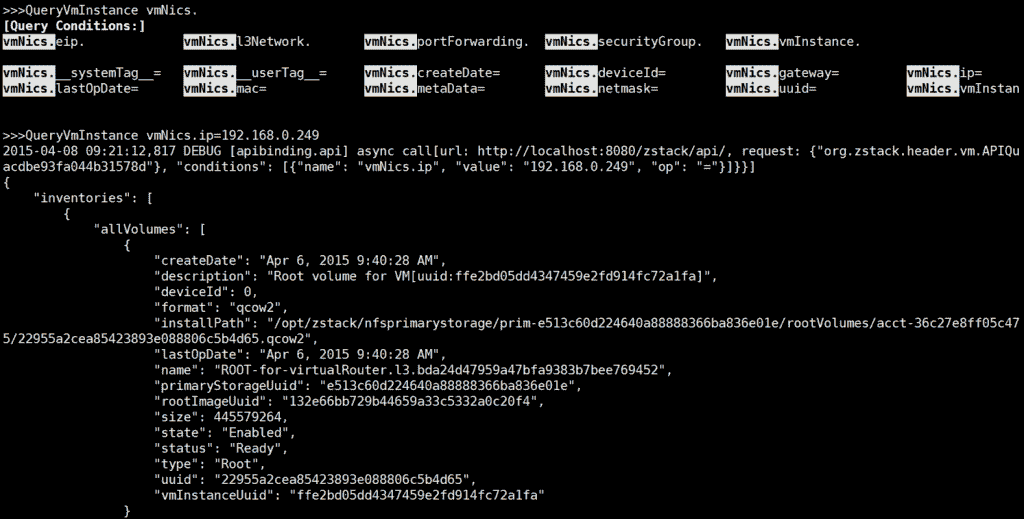 >>>QueryVmInstance vmNics.
[Query Conditions:]
vmNics.eip. vmNics.l3Network. vmNics.portForwarding. vmNics.securityGroup. vmNics.vmInstance.
vmNics.__systemTag__= vmNics.__userTag__= vmNics.createDate= vmNics.deviceId= vmNics.gateway= vmNics.ip=
vmNics.lastOpDate= vmNics.mac= vmNics.metaData= vmNics.netmask= vmNics.uuid= vmNics.vmInstan
>>>QueryVmInstance vmNics.ip=192.168.0.249
2015-04-08 09:21:12,817 DEBUG [apibinding.api] async call[url: http://localhost:8080/zstack/api/, request: {"org.zstack.header.vm.APIQu
acdbe93fa044b31578d"}, "conditions": [{"name": "vmNics.ip", "value": "192.168.0.249", "op": "="}]}}]
{
"inventories": [
{
"allVolumes": [
{
"createDate": "Apr 6, 2015 9:40:28 AM",
"description": "Root volume for VM[uuid:ffe2bd05dd4347459e2fd914fc72a1fa]",
"deviceId": 0,
"format": "qcow2",
"installPath": "/opt/zstack/nfsprimarystorage/prim-e513c60d224640a88888366ba836e01e/rootVolumes/acct-36c27e8ff05c47
5/22955a2cea85423893e088806c5b4d65.qcow2",
"lastOpDate": "Apr 6, 2015 9:40:28 AM",
"name": "ROOT-for-virtualRouter.l3.bda24d47959a47bfa9383b7bee769452",
"primaryStorageUuid": "e513c60d224640a88888366ba836e01e",
"rootImageUuid": "132e66bb729b44659a33c5332a0c20f4",
"size": 445579264,
"state": "Enabled",
"status": "Ready",
"type": "Root",
"uuid": "22955a2cea85423893e088806c5b4d65",
"vmInstanceUuid": "ffe2bd05dd4347459e2fd914fc72a1fa"
}